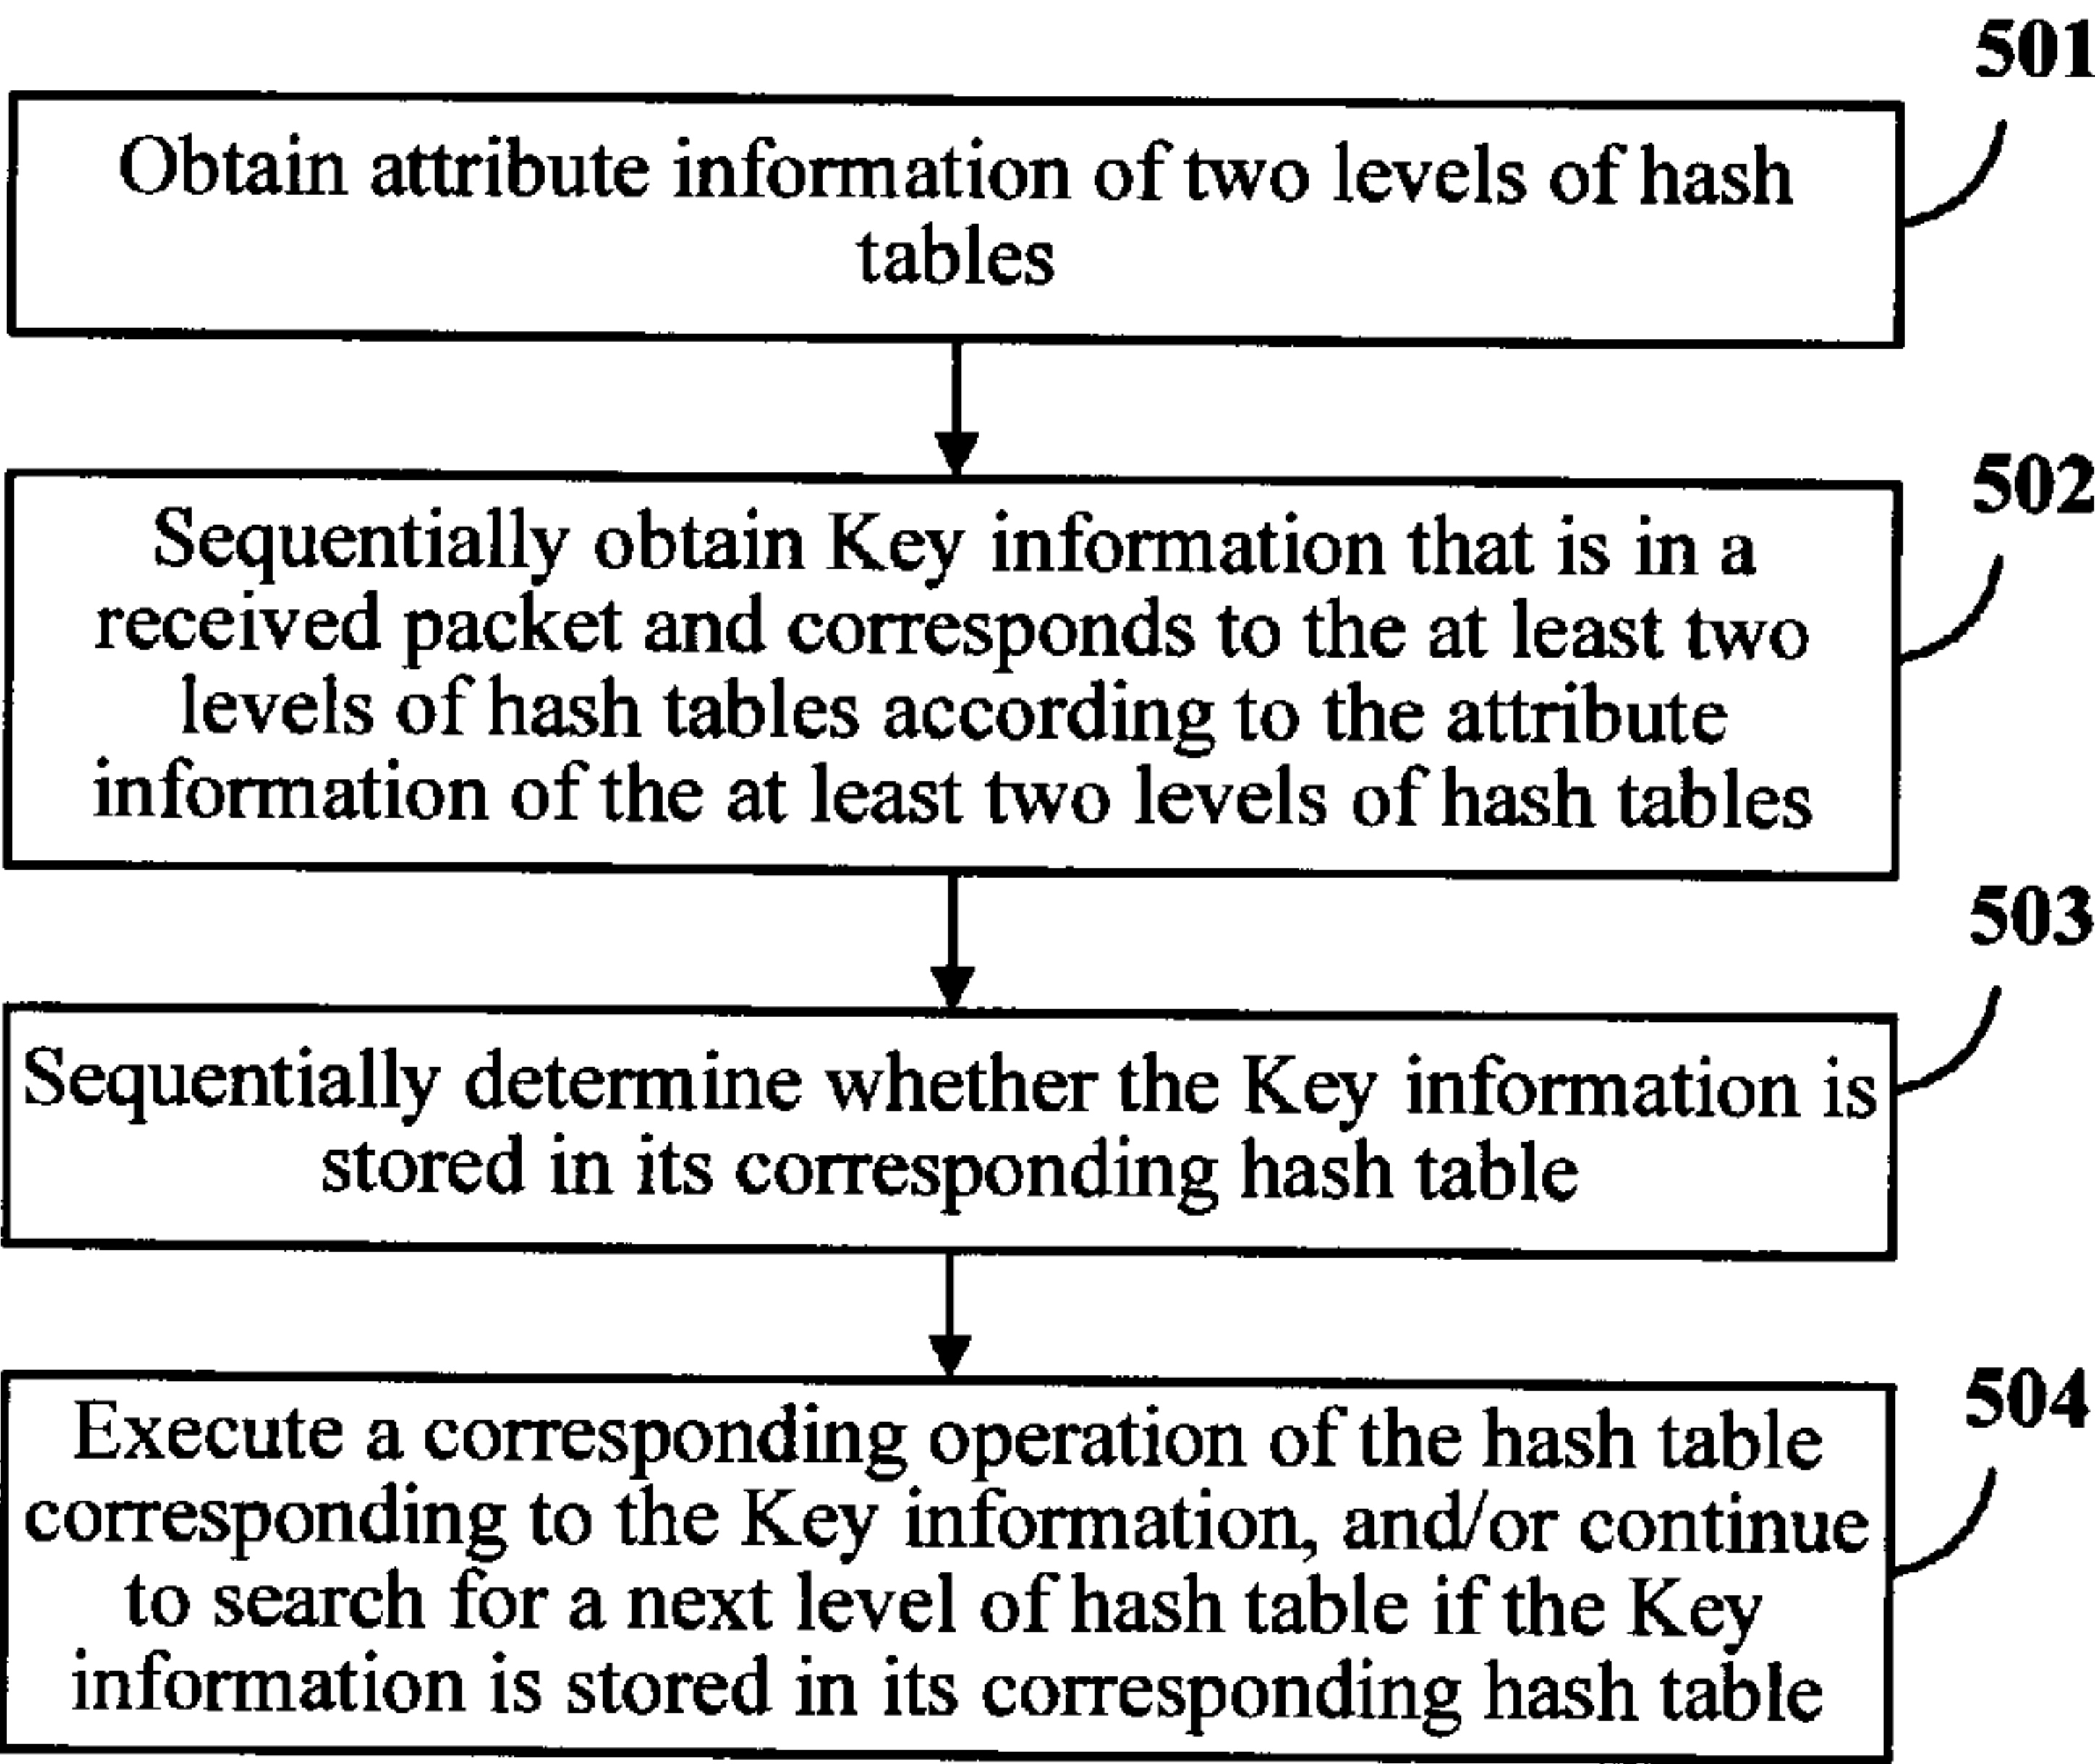 501
Obtain attribute information of two levels of hash
tables
502
Sequentially obtain Key information that is in a
received packet and corresponds to the at least two
levels of hash tables according to the attribute
information of the at least two levels of hash tables
503
Sequentially determine whether the Key information is
stored in its corresponding hash table
504
Execute a corresponding operation of the hash table
corresponding to the Key information, and/or continue
to search for a next level of hash table if the Key
information is stored in its corresponding hash table